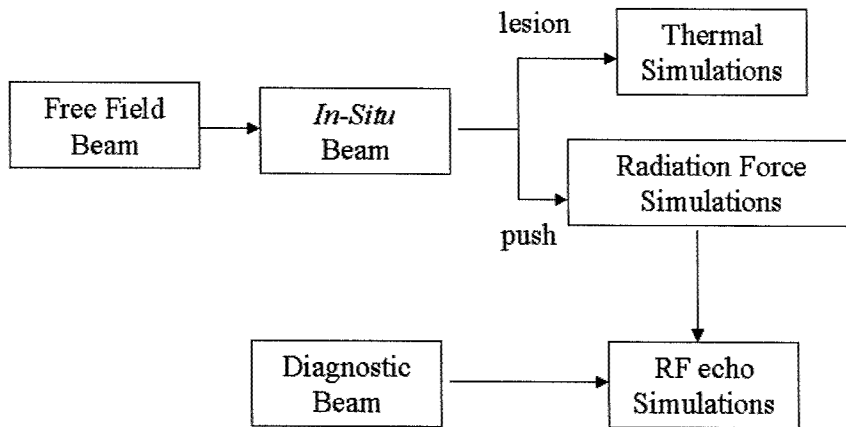 lesion
Thermal
Simulations
Free Field
Beam
In-Situ
Beam
Radiation Force
Simulations
push
Diagnostic
Beam
RF echo
Simulations